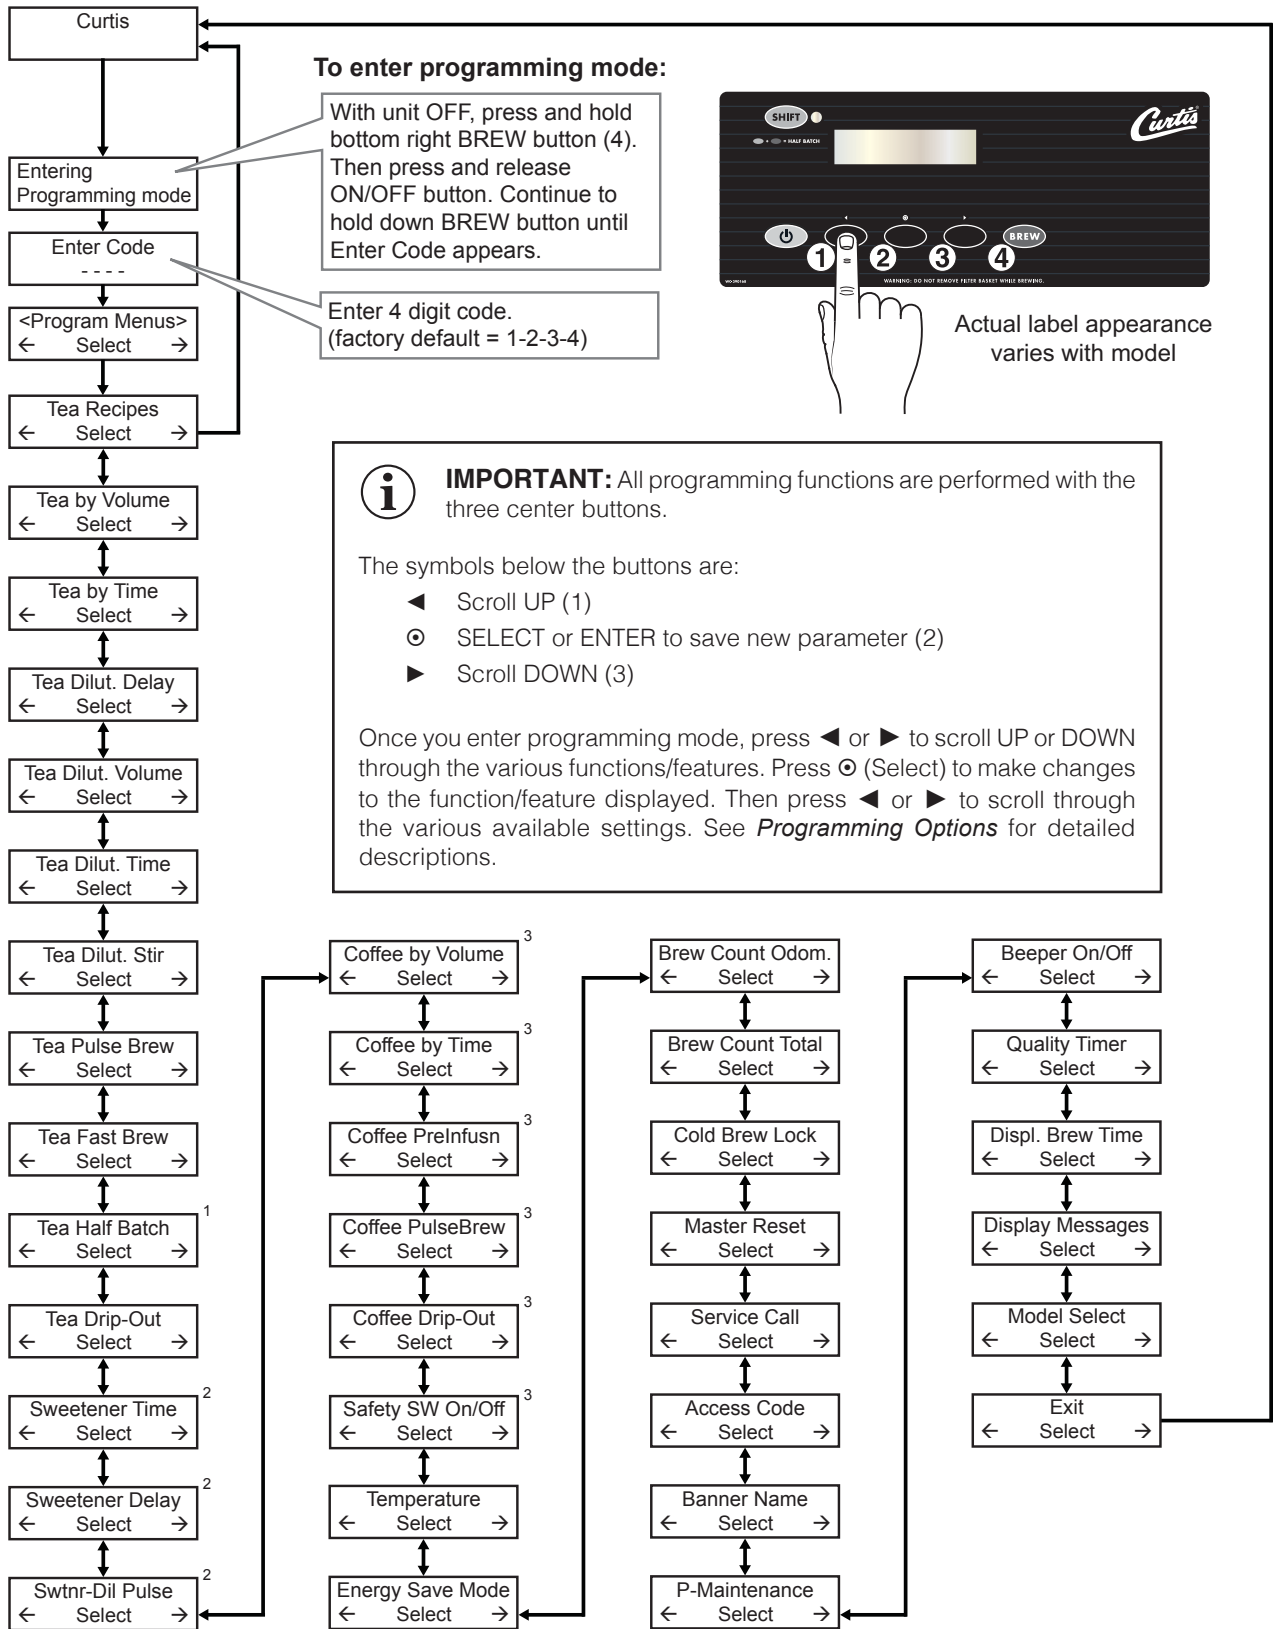 Curtis
To enter programming mode:
With unit OFF, press and hold
bottom right BREW button (4).
Then press and release
ON/OFF button. Continue to
hold down BREW button until
Enter Code appears.
Entering
Programming mode
Enter Code
- - - -
Enter 4 digit code.
(factory default = 1-2-3-4)
<Program Menus>
← Select →
SHIFT
+ = HALF BATCH
Curtis
BREW
1 2 3 4
WARNING: DO NOT REMOVE FILTER BASKET WHILE BREWING.
Actual label appearance
varies with model
Tea Recipes
← Select →
Tea by Volume
← Select →
Tea by Time
← Select →
Tea Dilut. Delay
← Select →
Tea Dilut. Volume
← Select →
Tea Dilut. Time
← Select →
Tea Dilut. Stir
← Select →
Tea Pulse Brew
← Select →
Tea Fast Brew
← Select →
Tea Half Batch 1
← Select →
Tea Drip-Out
← Select →
Sweetener Time 2
← Select →
Sweetener Delay 2
← Select →
Swtnr-Dil Pulse 2
← Select →
i IMPORTANT: All programming functions are performed with the
three center buttons.
The symbols below the buttons are:
◄ Scroll UP (1)
⊙ SELECT or ENTER to save new parameter (2)
► Scroll DOWN (3)
Once you enter programming mode, press ◄ or ► to scroll UP or DOWN
through the various functions/features. Press ⊙ (Select) to make changes
to the function/feature displayed. Then press ◄ or ► to scroll through
the various available settings. See Programming Options for detailed
descriptions.
Coffee by Volume 3
← Select →
Coffee by Time 3
← Select →
Coffee PreInfusn 3
← Select →
Coffee PulseBrew 3
← Select →
Coffee Drip-Out 3
← Select →
Safety SW On/Off 3
← Select →
Temperature
← Select →
Energy Save Mode
← Select →
Brew Count Odom.
← Select →
Brew Count Total
← Select →
Cold Brew Lock
← Select →
Master Reset
← Select →
Service Call
← Select →
Access Code
← Select →
Banner Name
← Select →
P-Maintenance
← Select →
Beeper On/Off
← Select →
Quality Timer
← Select →
Displ. Brew Time
← Select →
Display Messages
← Select →
Model Select
← Select →
Exit
← Select →